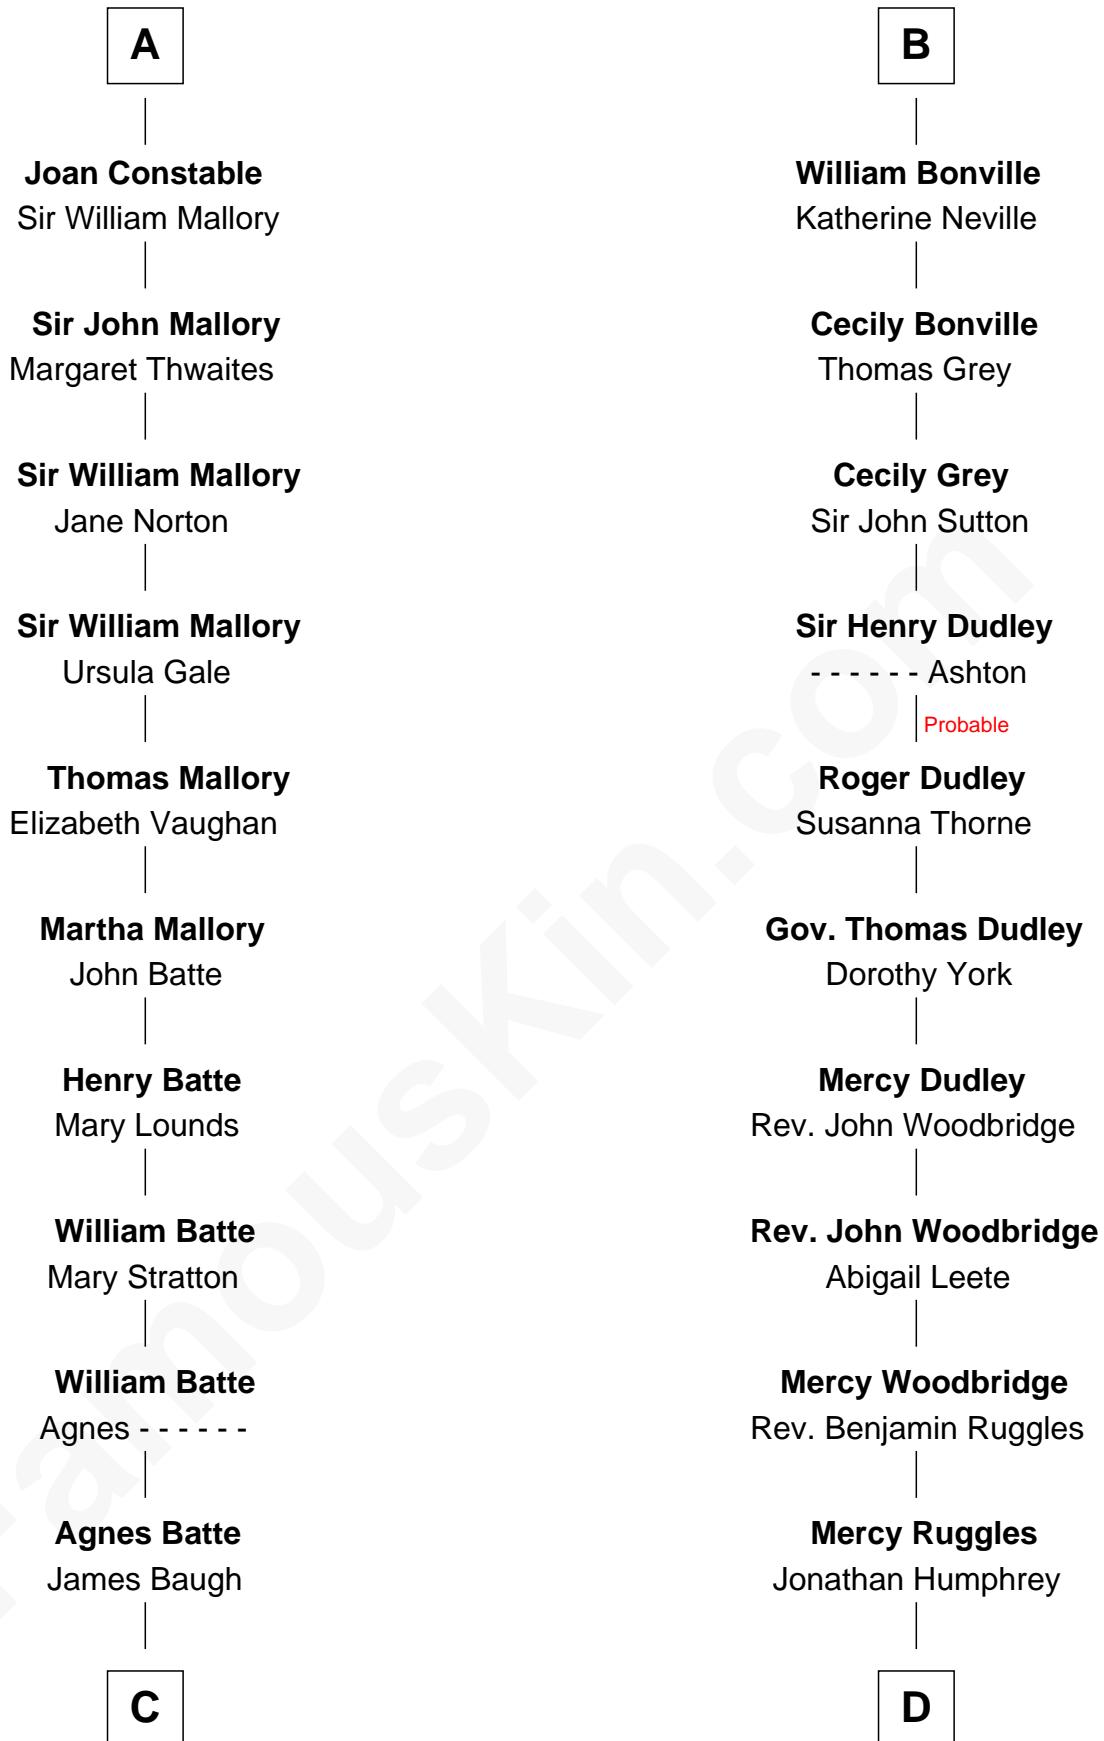 A
Joan Constable
Sir William Mallory
Sir John Mallory
Margaret Thwaites
Sir William Mallory
Jane Norton
Sir William Mallory
Ursula Gale
Thomas Mallory
Elizabeth Vaughan
Martha Mallory
John Batte
Henry Batte
Mary Lounds
William Batte
Mary Stratton
William Batte
Agnes - - - - - -
Agnes Batte
James Baugh
C
B
William Bonville
Katherine Neville
Cecily Bonville
Thomas Grey
Cecily Grey
Sir John Sutton
Sir Henry Dudley
- - - - - - Ashton
Probable
Roger Dudley
Susanna Thorne
Gov. Thomas Dudley
Dorothy York
Mercy Dudley
Rev. John Woodbridge
Rev. John Woodbridge
Abigail Leete
Mercy Woodbridge
Rev. Benjamin Ruggles
Mercy Ruggles
Jonathan Humphrey
D
FamousKin.com